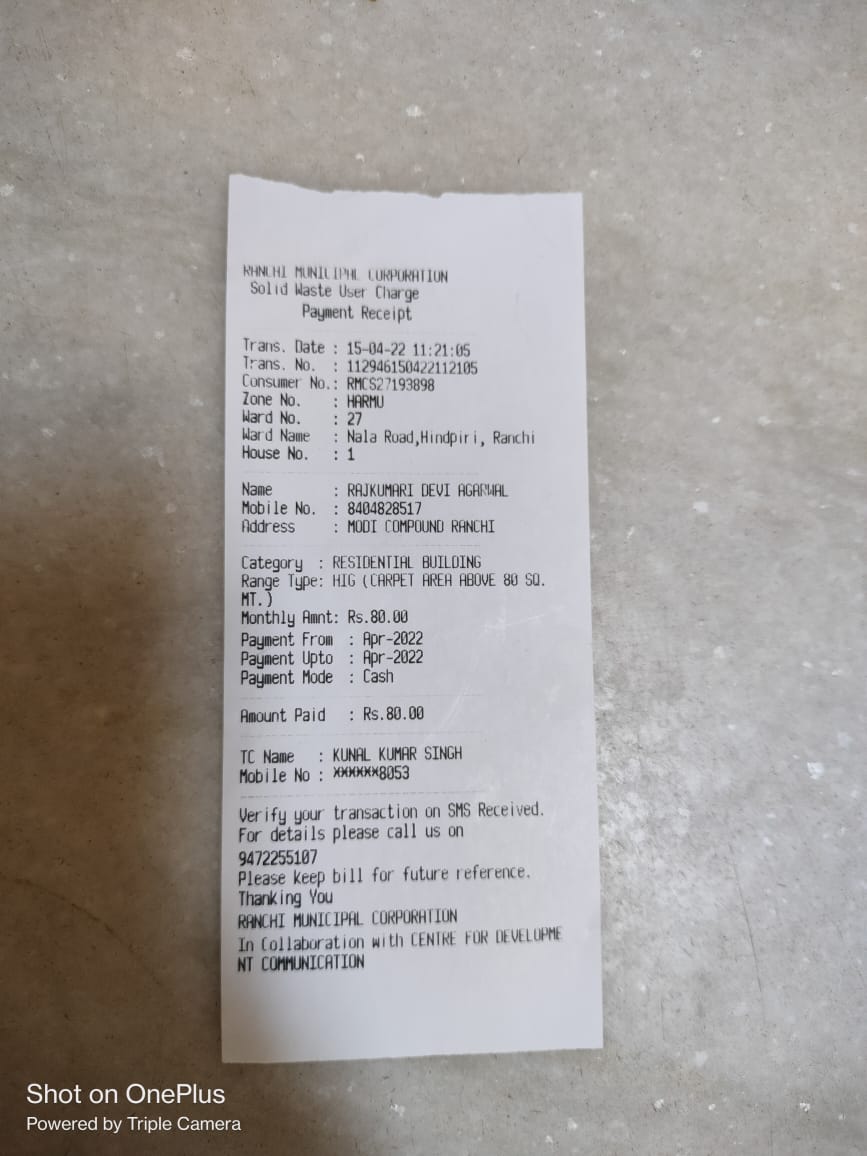 RANCHI MUNICIPAL CORPORATION
Solid Waste User Charge
Payment Receipt
Trans. Date : 15-04-22 11:21:05
Trans. No. : 112946150422112105
Consumer No.: RMCS27193898
Zone No. : HARMU
Ward No. : 27
Ward Name : Nala Road,Hindpiri, Ranchi
House No. : 1
Name : RAJKUMARI DEVI AGARWAL
Mobile No. : 8404828517
Address : MODI COMPOUND RANCHI
Category : RESIDENTIAL BUILDING
Range Type: HIG (CARPET AREA ABOVE 80 SQ.
MT.)
Monthly Amnt: Rs.80.00
Payment From : Apr-2022
Payment Upto : Apr-2022
Payment Mode : Cash
Amount Paid : Rs.80.00
TC Name : KUNAL KUMAR SINGH
Mobile No : ******8053
Verify your transaction on SMS Received.
For details please call us on
9472255107
Please keep bill for future reference.
Thanking You
RANCHI MUNICIPAL CORPORATION
In Collaboration with CENTRE FOR DEVELOPME
NT COMMUNICATION
Shot on OnePlus
Powered by Triple Camera